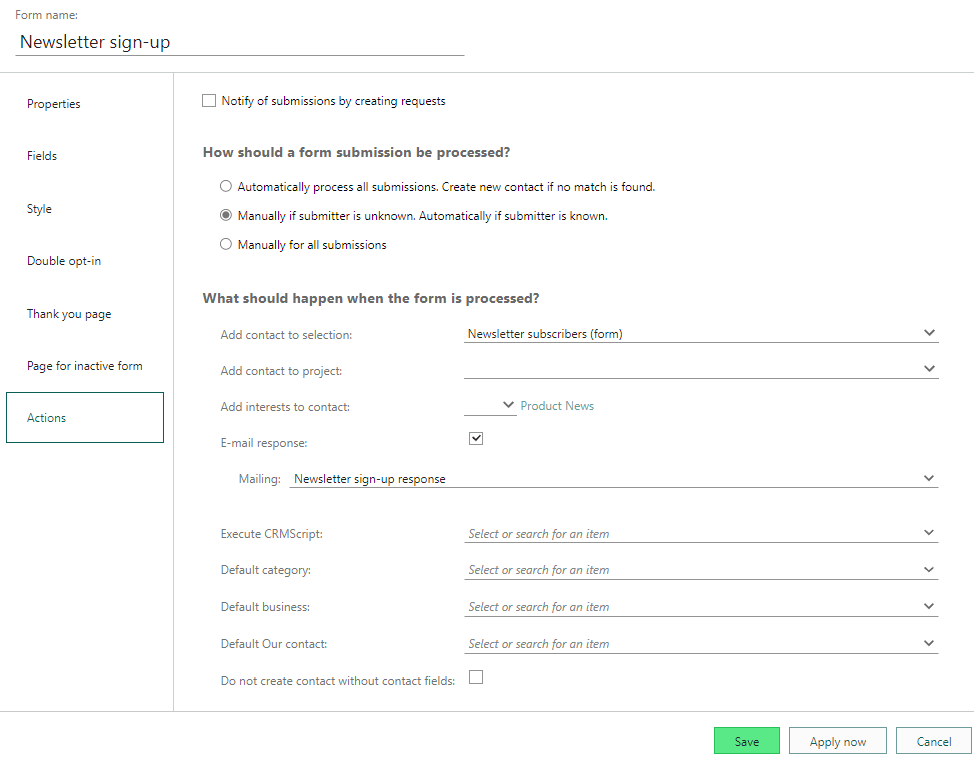 Form name:
Newsletter sign-up
Properties
Fields
Style
Double opt-in
Thank you page
Page for inactive form
Actions
Notify of submissions by creating requests
How should a form submission be processed?
Automatically process all submissions. Create new contact if no match is found.
Manually if submitter is unknown. Automatically if submitter is known.
Manually for all submissions
What should happen when the form is processed?
Add contact to selection: Newsletter subscribers (form)
Add contact to project:
Add interests to contact: Product News
E-mail response:
Mailing: Newsletter sign-up response
Execute CRMScript: Select or search for an item
Default category: Select or search for an item
Default business: Select or search for an item
Default Our contact: Select or search for an item
Do not create contact without contact fields:
Save Apply now Cancel